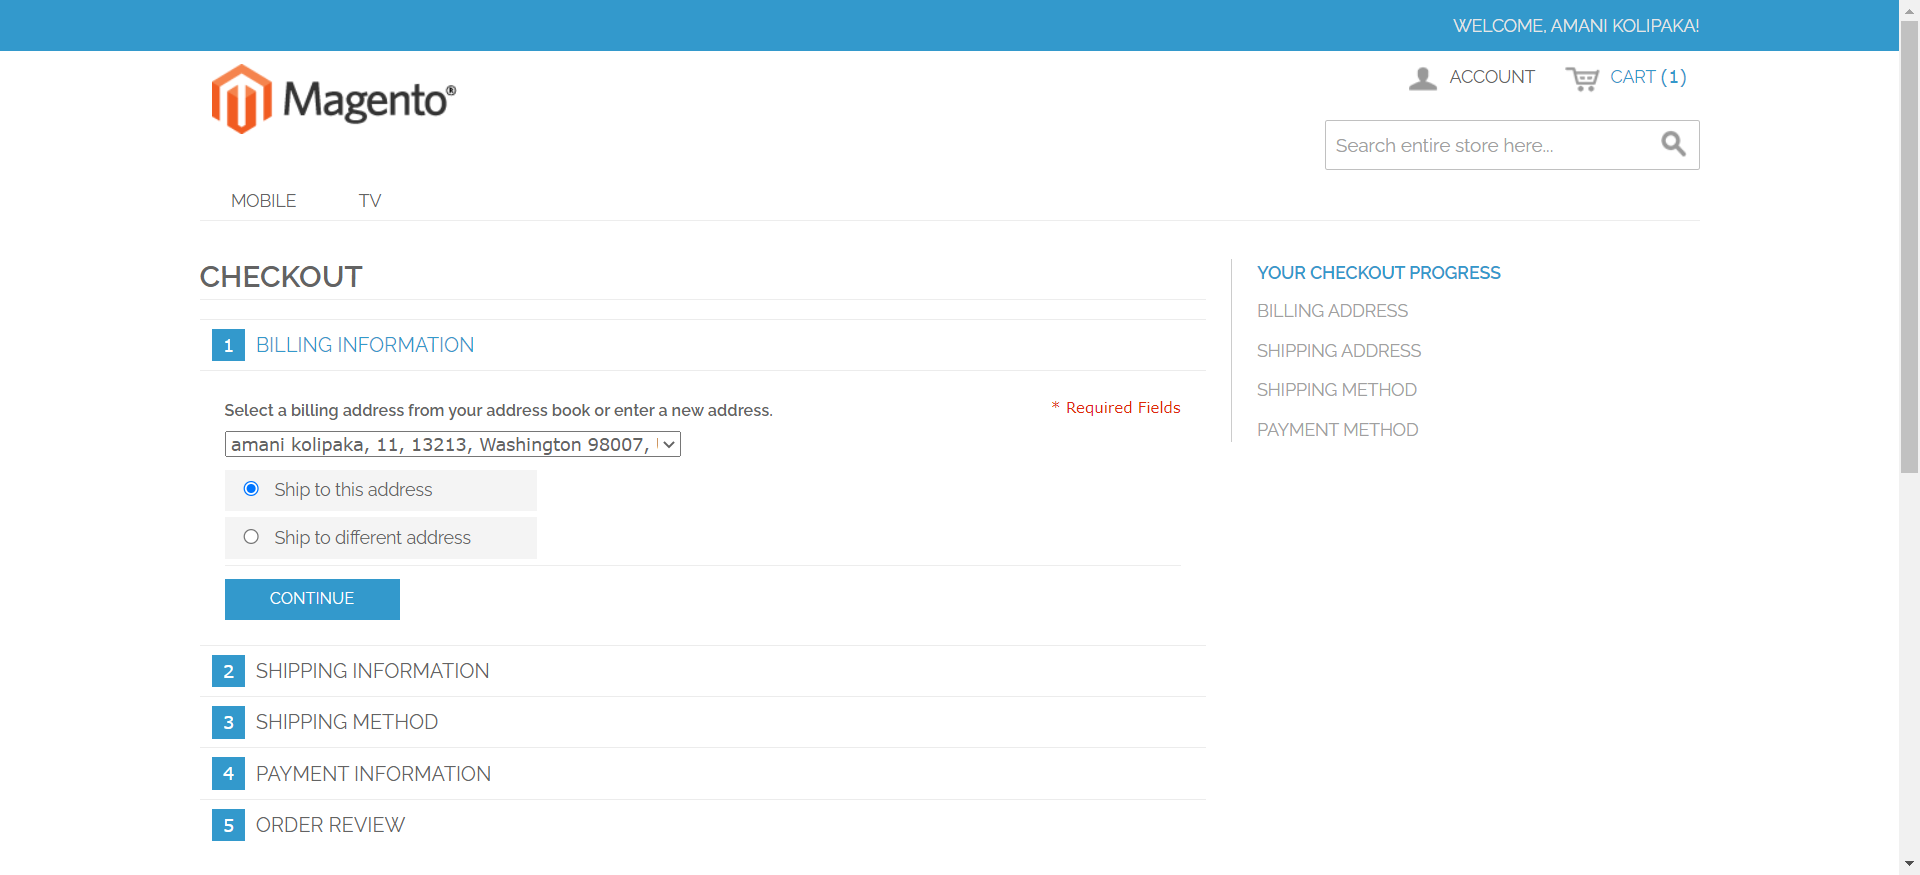 WELCOME, AMANI KOLIPAKA!
Magento®
ACCOUNT
CART (1)
Search entire store here...
MOBILE
TV
CHECKOUT
1 BILLING INFORMATION
Select a billing address from your address book or enter a new address.
* Required Fields
amani kolipaka, 11, 13213, Washington 98007,
Ship to this address
Ship to different address
CONTINUE
2 SHIPPING INFORMATION
3 SHIPPING METHOD
4 PAYMENT INFORMATION
5 ORDER REVIEW
YOUR CHECKOUT PROGRESS
BILLING ADDRESS
SHIPPING ADDRESS
SHIPPING METHOD
PAYMENT METHOD